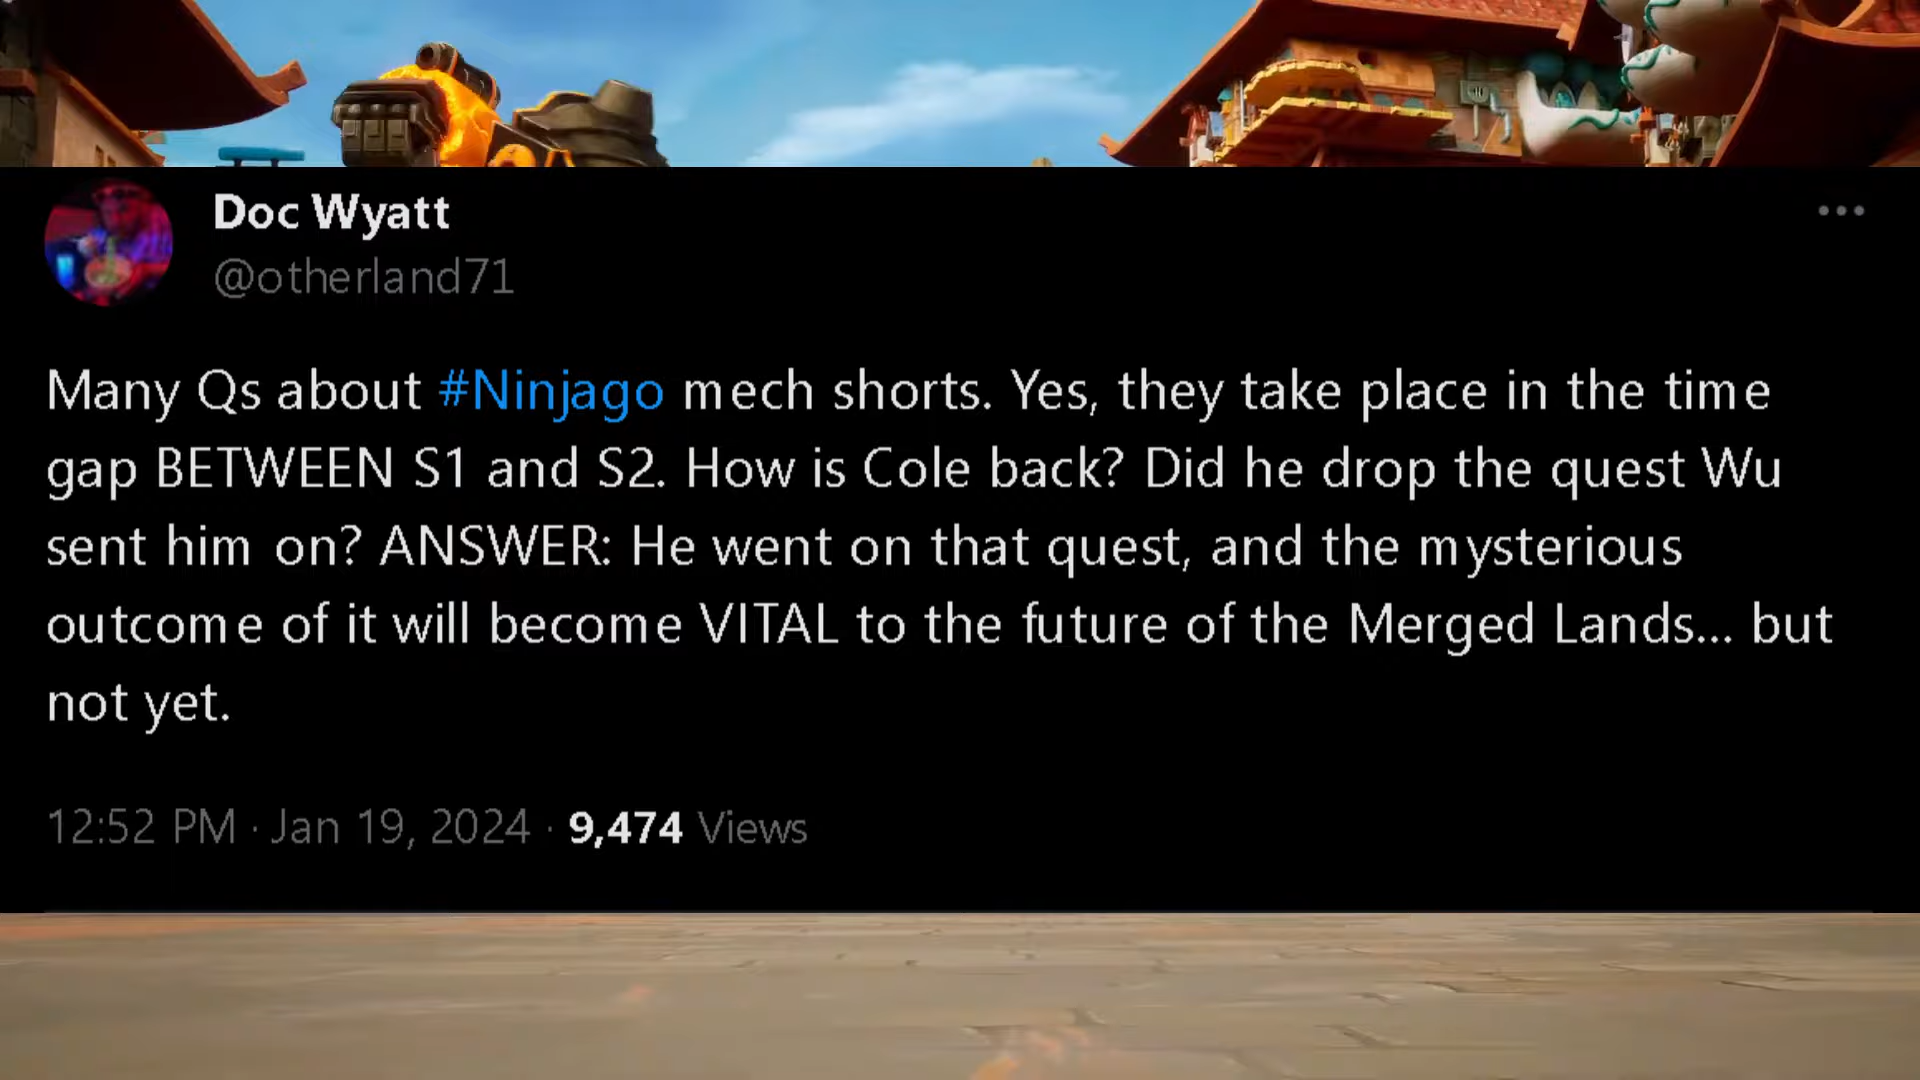 Doc Wyatt
@otherland71
Many Qs about #Ninjago mech shorts. Yes, they take place in the time
gap BETWEEN S1 and S2. How is Cole back? Did he drop the quest Wu
sent him on? ANSWER: He went on that quest, and the mysterious
outcome of it will become VITAL to the future of the Merged Lands... but
not yet.
12:52 PM · Jan 19, 2024 · 9,474 Views